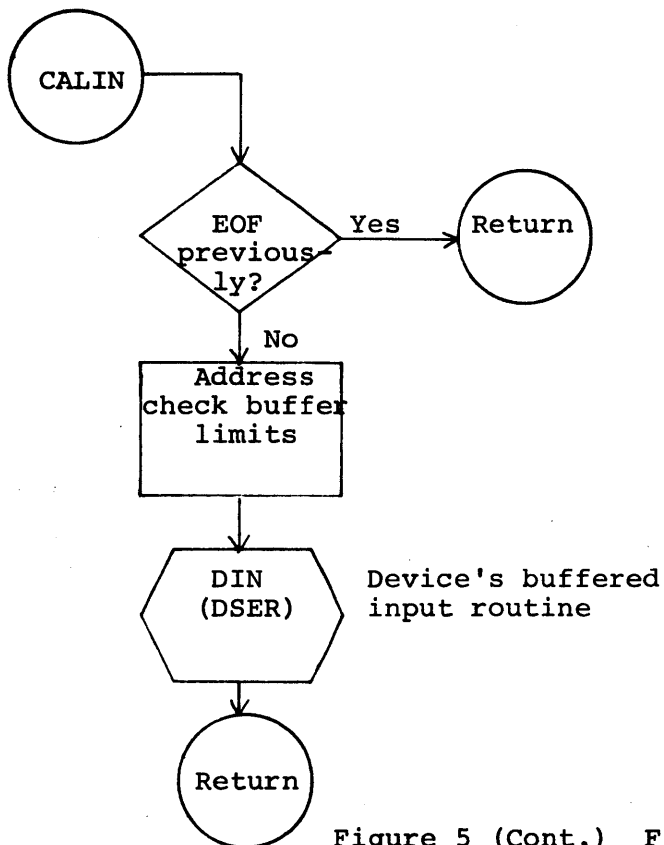 CALIN
EOF
previous-
ly?
Yes
Return
No
Address
check buffer
limits
DIN
(DSER)
Device's buffered
input routine
Return
Figure 5 (Cont.) F